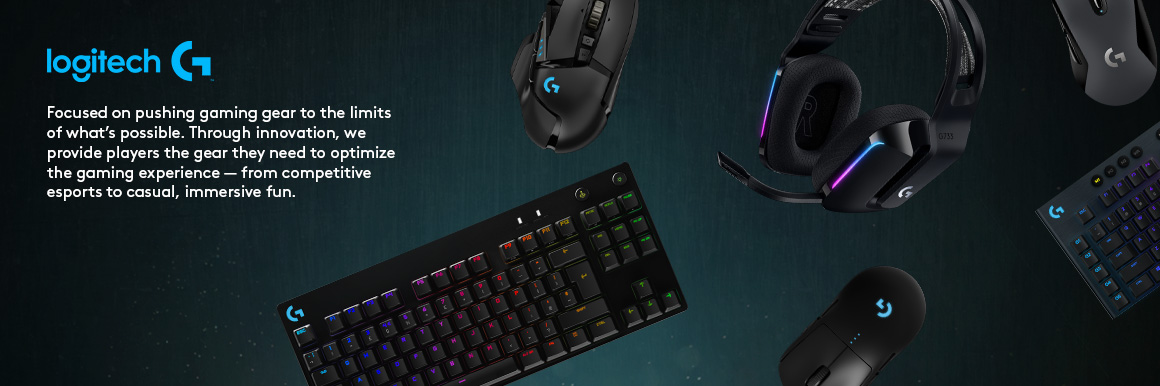 logitech G
Focused on pushing gaming gear to the limits
of what's possible. Through innovation, we
provide players the gear they need to optimize
the gaming experience — from competitive
esports to casual, immersive fun.
G733